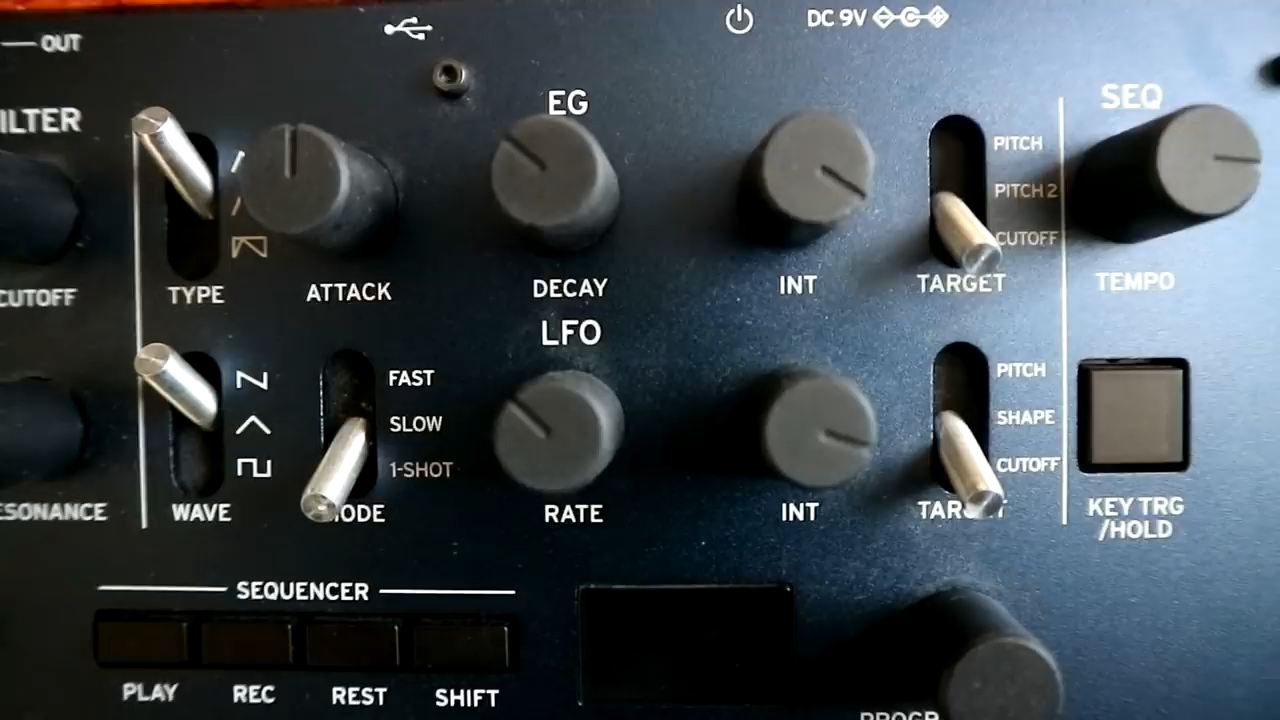 OUT
DC 9V
ILTER
EG
SEQ
PITCH
PITCH 2
CUTOFF
CUTOFF
TYPE
ATTACK
DECAY
INT
TARGET
TEMPO
LFO
FAST
SLOW
1-SHOT
PITCH
SHAPE
CUTOFF
ESONANCE
WAVE
ODE
RATE
INT
TAR
KEY TRG
/HOLD
SEQUENCER
PLAY
REC
REST
SHIFT
PROGR